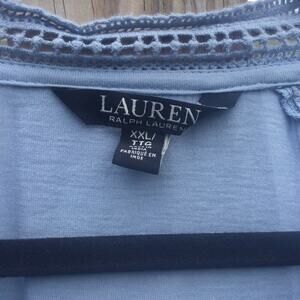 LAUREN
RALPH LAUREN
XXL/
TTG
FABRIQUÉ EN
INDE